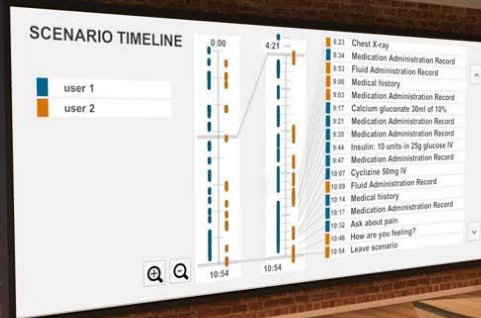 SCENARIO TIMELINE
user 1
user 2
0:00
4:21
10:54
10:54
8:23 Chest X-ray
8:34 Medication Administration Record
8:53 Fluid Administration Record
9:00 Medical history
9:03 Medication Administration Record
9:17 Calcium gluconate 30ml of 10%
9:21 Medication Administration Record
9:35 Medication Administration Record
9:44 Insulin: 10 units in 25g glucose IV
9:47 Medication Administration Record
10:07 Cyclizine 50mg IV
10:09 Fluid Administration Record
10:14 Medical history
10:17 Medication Administration Record
10:32 Ask about pain
10:46 How are you feeling?
10:54 Leave scenario